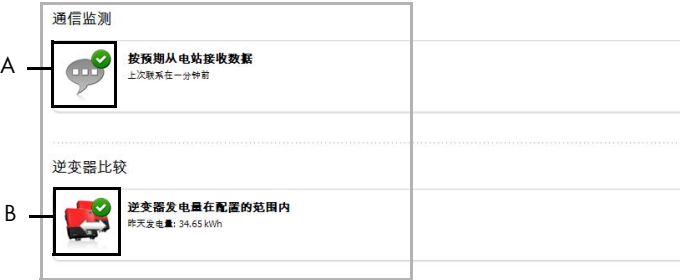 通信监测
A
按预期从电站接收数据
上次联系在一分钟前
逆变器比较
B
逆变器发电量在配置的范围内
昨天发电量: 34.65 kWh